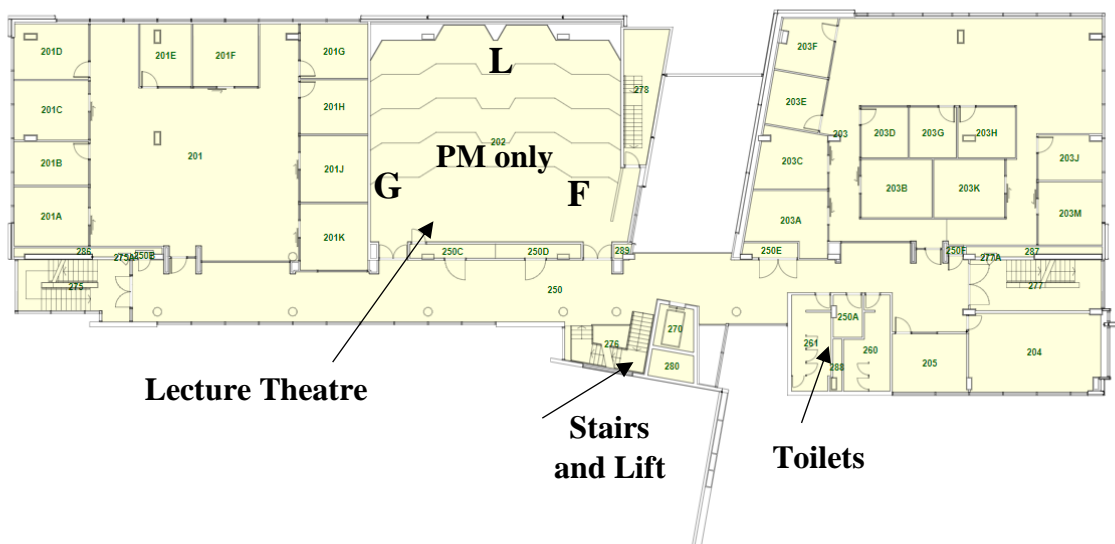 201D
201E
201F
201G
L
278
203F
201C
201H
203E
203
203D
203G
203H
201B
201
201J
202
PM only
203C
203J
G
F
203B
203K
201A
201K
203A
203M
286
275A
250B
250C
250D
289
250E
250F
277A
287
275
250
277
270
250A
276
261
260
204
280
288
205
Lecture Theatre
Stairs
and Lift
Toilets